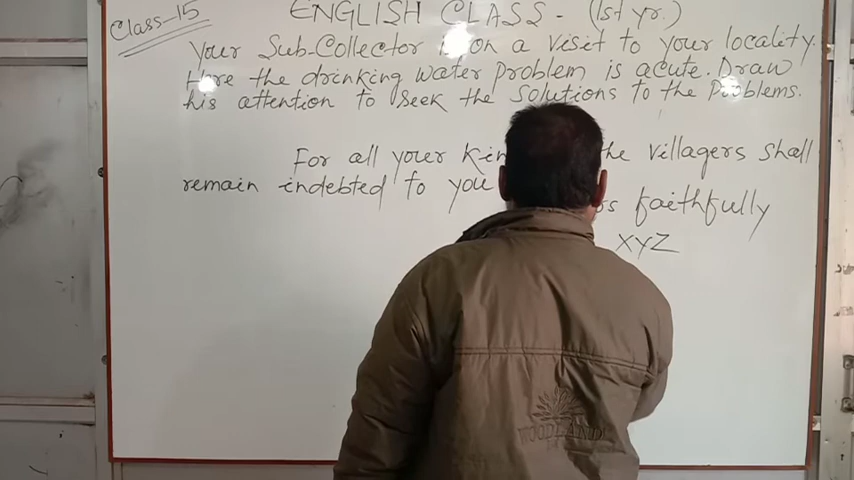 Class-15
ENGLISH CLASS - (1st yr.)
Your Sub-Collector is on a visit to your locality.
Here the drinking water problem is acute. Draw
his attention to seek the solutions to the problems.
For all your the villagers shall
remain indebted to you
faithfully
XYZ
WOODLAND